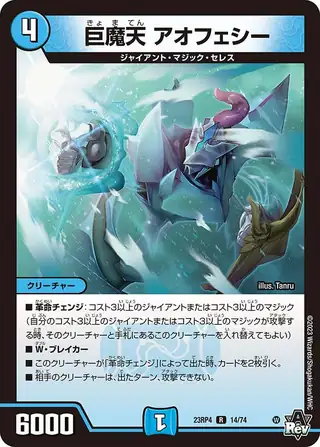 4
きょまてん
巨魔天 アオフェシー
ジャイアント・マジック・セレス
illus. Tanru
クリーチャー
■革命チェンジ:コスト3以上のジャイアントまたはコスト3以上のマジック
(自分のコスト3以上のジャイアントまたはコスト3以上のマジックが攻撃す
る時、そのクリーチャーと手札にあるこのクリーチャーを入れ替えてもよい)
■W・ブレイカー
■このクリーチャーが「革命チェンジ」によって出た時、カードを2枚引く。
■相手のクリーチャーは、出たターン、攻撃できない。
©2023 Wizards/Shogakukan/WHC
6000
1
23RP4 R 14/74
W
Rev